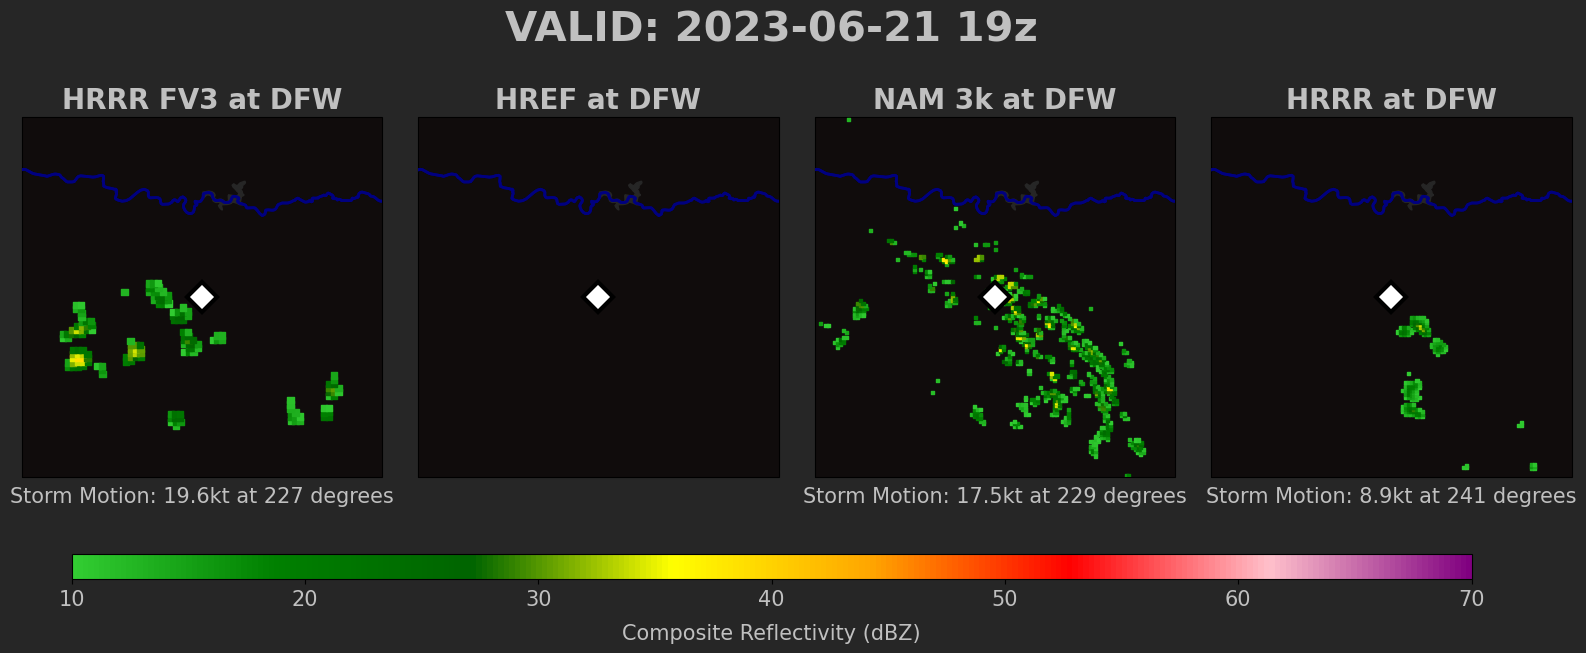 VALID: 2023-06-21 19z
HRRR FV3 at DFW
HREF at DFW
NAM 3k at DFW
HRRR at DFW
Storm Motion: 19.6kt at 227 degrees
Storm Motion: 17.5kt at 229 degrees
Storm Motion: 8.9kt at 241 degrees
10 20 30 40 50 60 70
Composite Reflectivity (dBZ)